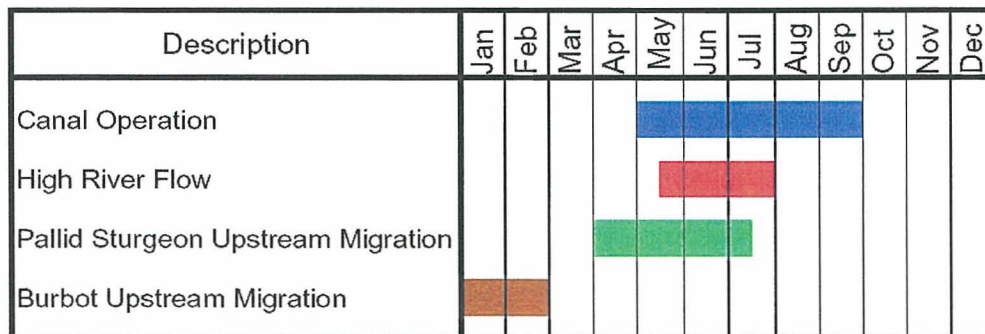 Description Jan Feb Mar Apr May Jun Jul Aug Sep Oct Nov Dec
Canal Operation
High River Flow
Pallid Sturgeon Upstream Migration
Burbot Upstream Migration